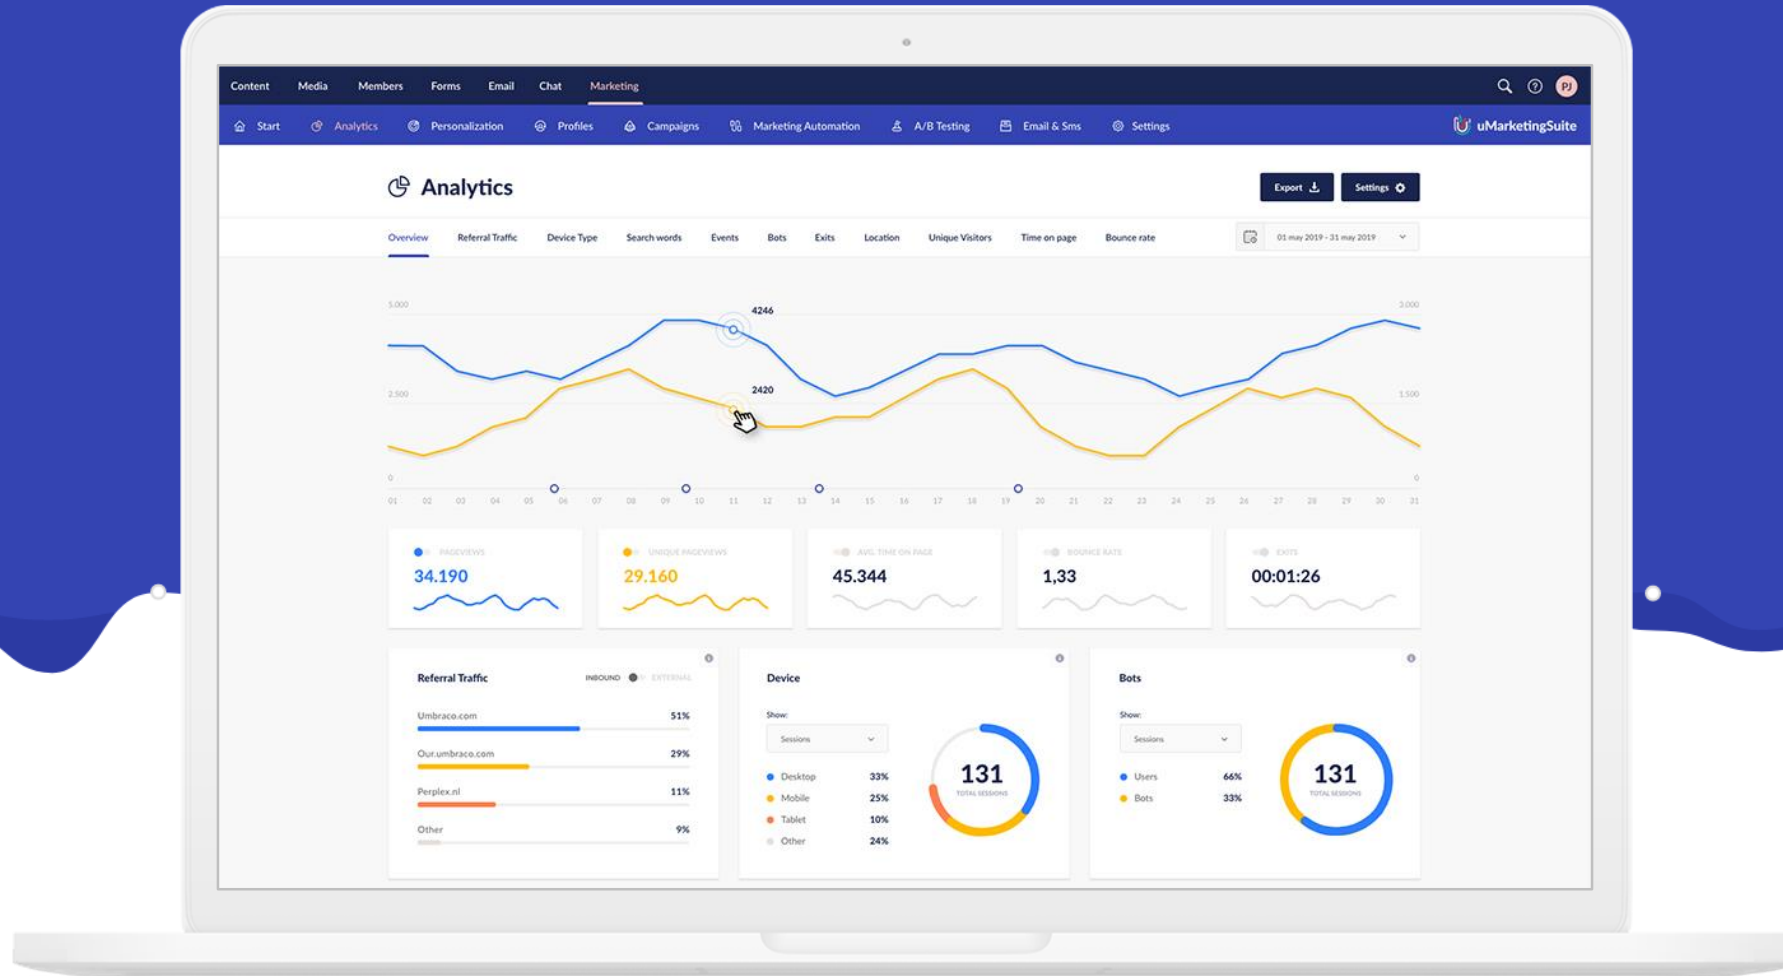 Content Media Members Forms Email Chat Marketing PJ
Start Analytics Personalization Profiles Campaigns Marketing Automation A/B Testing Email & Sms Settings uMarketingSuite
Analytics Export Settings
Overview Referral Traffic Device Type Search words Events Bots Exits Location Unique Visitors Time on page Bounce rate 01 may 2019 - 31 may 2019
5.000 4246 3.000
2.500 2420 1.500
0 0
01 02 03 04 05 06 07 08 09 10 11 12 13 14 15 16 17 18 19 20 21 22 23 24 25 26 27 28 29 30 31
PAGEVIEWS UNIQUE PAGEVIEWS AVG. TIME ON PAGE BOUNCE RATE EXITS
34.190 29.160 45.344 1,33 00:01:26
Referral Traffic INBOUND EXTERNAL
Umbraco.com 51%
Our.umbraco.com 29%
Perplex.nl 11%
Other 9%
Device
Show:
Sessions
Desktop 33%
Mobile 25%
Tablet 10%
Other 24%
131
TOTAL SESSIONS
Bots
Show:
Sessions
Users 66%
Bots 33%
131
TOTAL SESSIONS